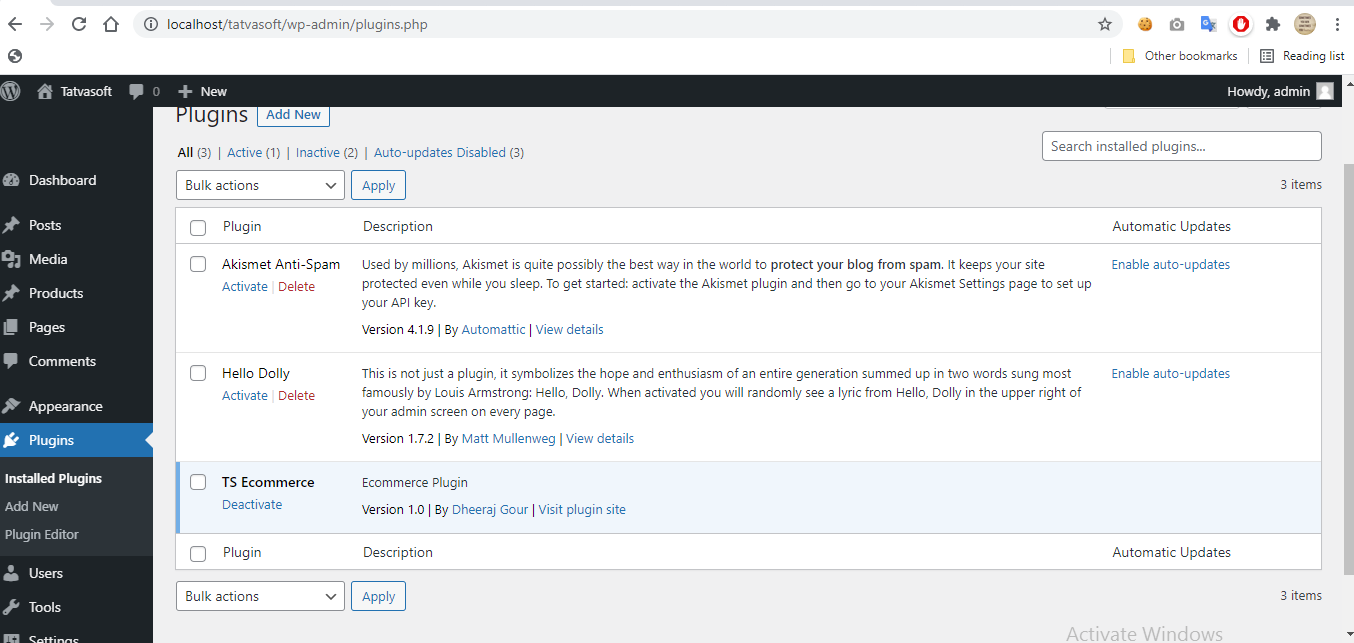 localhost/tatvasoft/wp-admin/plugins.php
Other bookmarks
Reading list
Tatvasoft
0
New
Howdy, admin
Dashboard
Posts
Media
Products
Pages
Comments
Appearance
Plugins
Installed Plugins
Add New
Plugin Editor
Users
Tools
Settings
Plugins
Add New
All (3) | Active (1) | Inactive (2) | Auto-updates Disabled (3)
Search installed plugins...
Bulk actions
Apply
3 items
Plugin Description Automatic Updates
Akismet Anti-Spam
Activate | Delete
Used by millions, Akismet is quite possibly the best way in the world to protect your blog from spam. It keeps your site
protected even while you sleep. To get started: activate the Akismet plugin and then go to your Akismet Settings page to set up
your API key.
Version 4.1.9 | By Automattic | View details
Enable auto-updates
Hello Dolly
Activate | Delete
This is not just a plugin, it symbolizes the hope and enthusiasm of an entire generation summed up in two words sung most
famously by Louis Armstrong: Hello, Dolly. When activated you will randomly see a lyric from Hello, Dolly in the upper right of
your admin screen on every page.
Version 1.7.2 | By Matt Mullenweg | View details
Enable auto-updates
TS Ecommerce
Deactivate
Ecommerce Plugin
Version 1.0 | By Dheeraj Gour | Visit plugin site
Plugin Description Automatic Updates
Bulk actions
Apply
3 items
Activate Windows